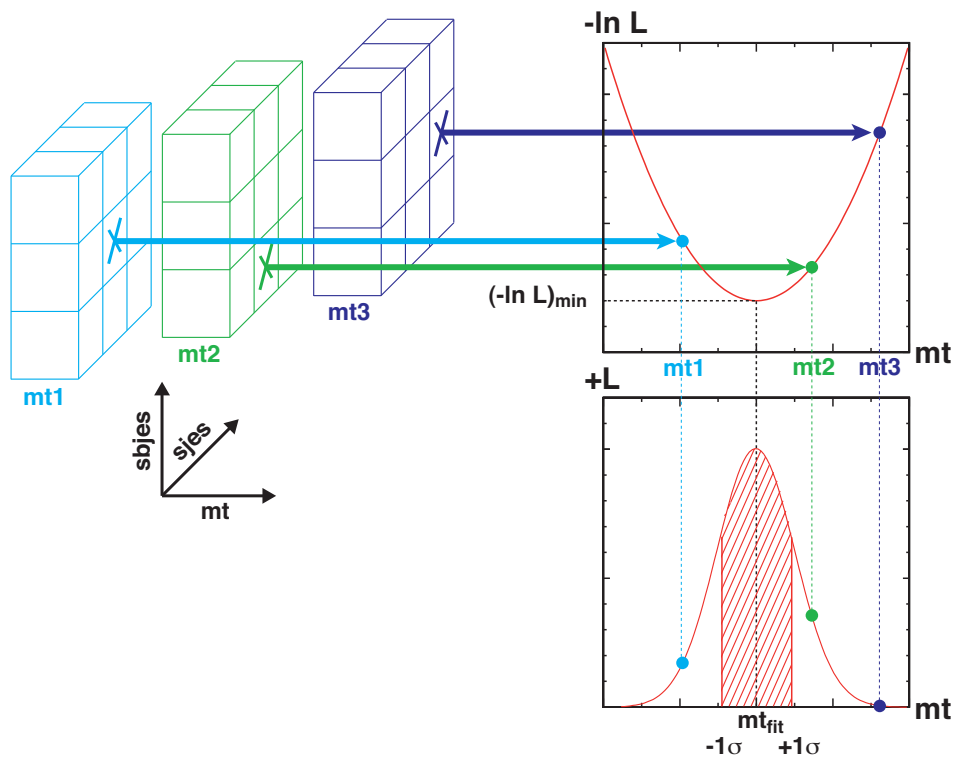 -ln L
mt3
mt2
mt1
(-ln L)min
mt
mt1
mt2
mt3
sbjes
sjes
mt
+L
mt
mtfit
-1σ
+1σ